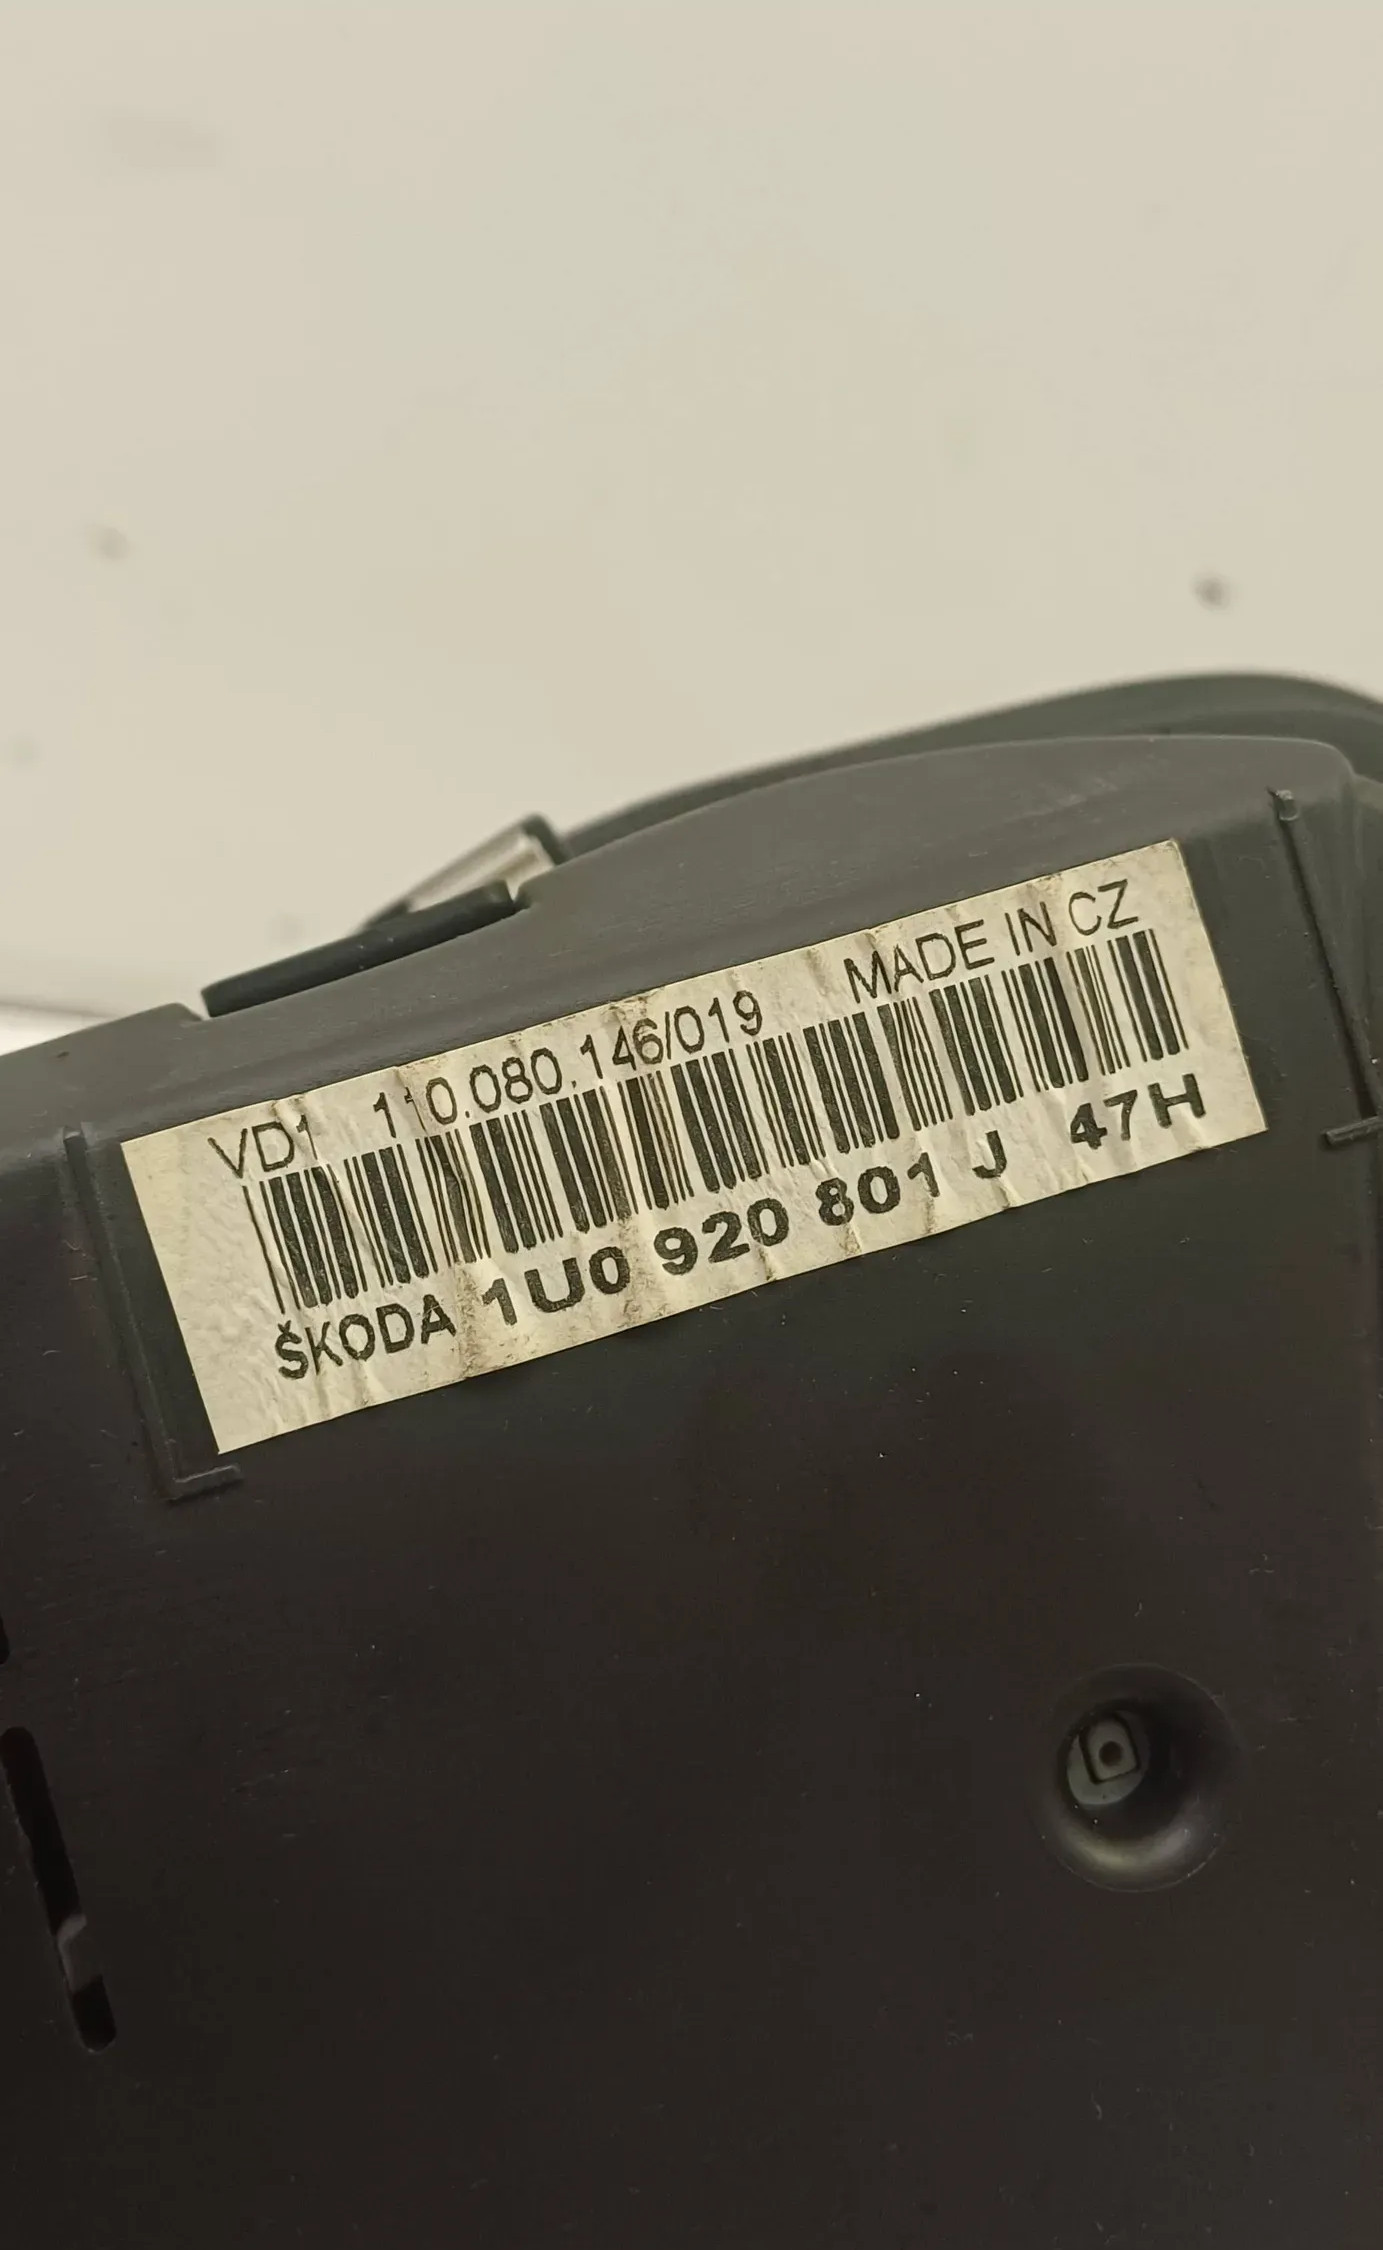 VD1 110.080.146/019 MADE IN CZ
ŠKODA 1U0 920 801 J 47H